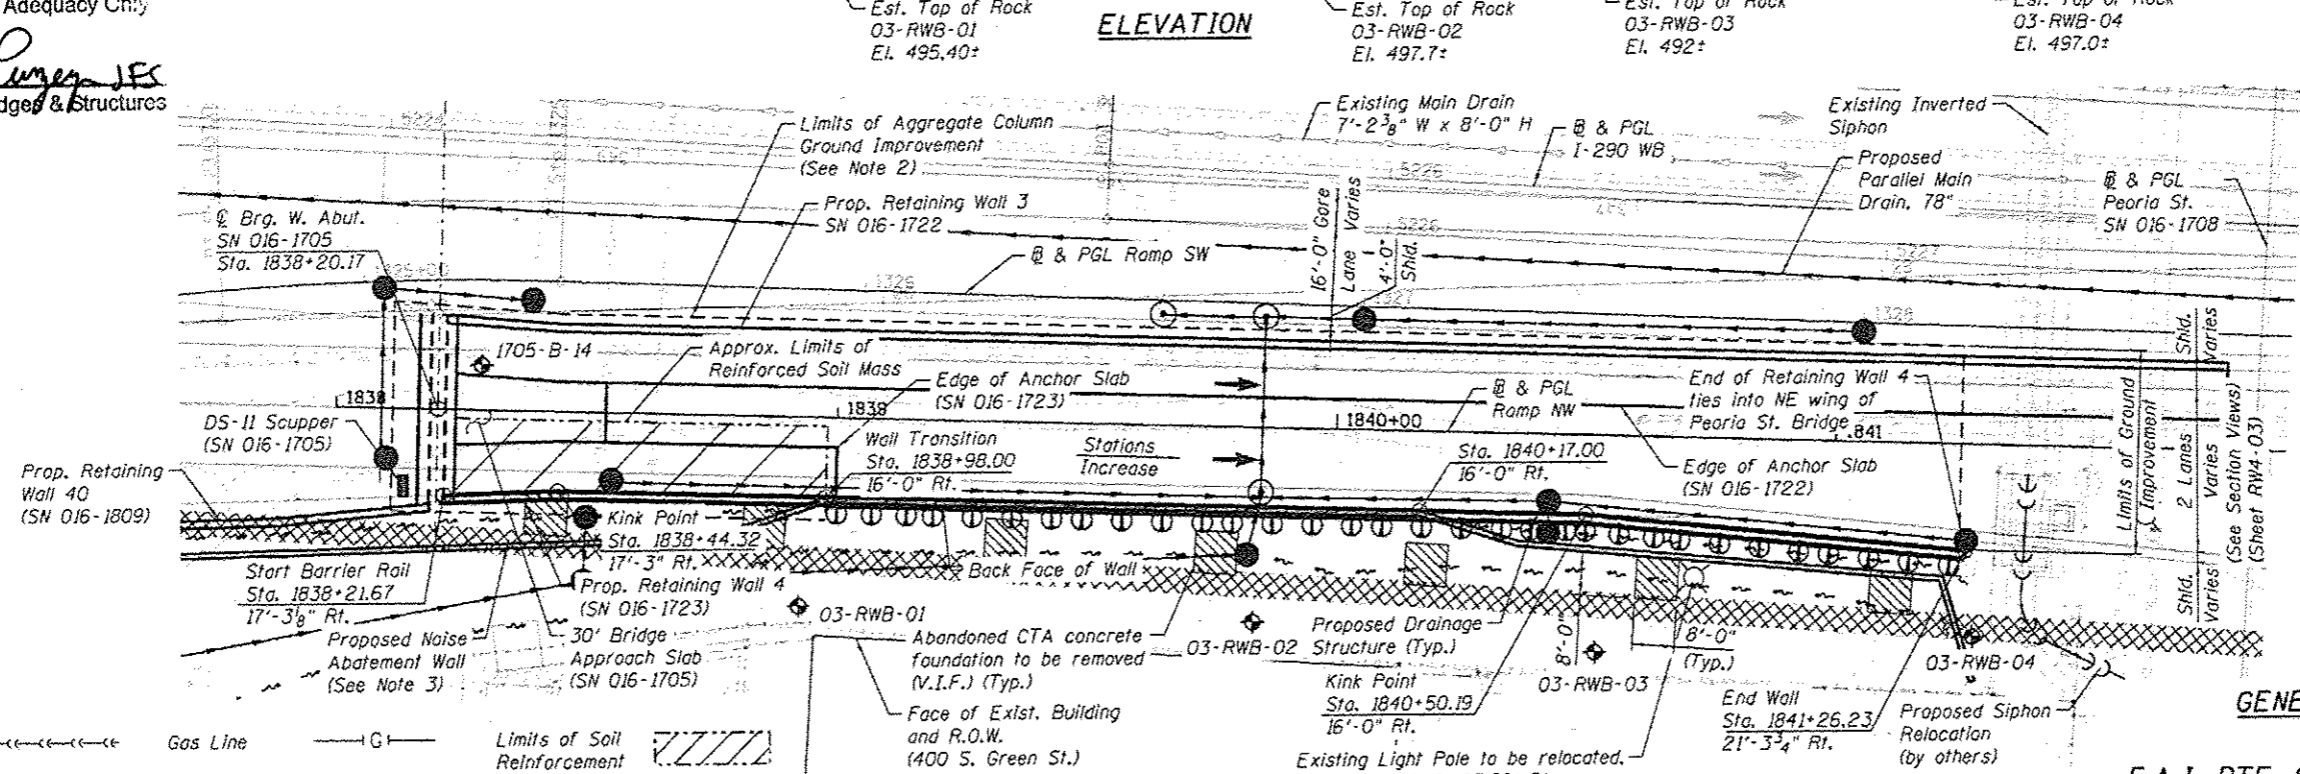 Adequacy Only
JFS
dges & Structures
Est. Top of Rock
03-RWB-01
El. 495.40±
ELEVATION
Est. Top of Rock
03-RWB-02
El. 497.7±
Est. Top of Rock
03-RWB-03
El. 492±
Est. Top of Rock
03-RWB-04
El. 497.0±
Limits of Aggregate Column
Ground Improvement
(See Note 2)
Existing Main Drain
7'-2⅜" W x 8'-0" H
& PGL
I-290 WB
Existing Inverted
Siphon
Proposed
Parallel Main
Drain, 78"
& PGL
Peoria St.
SN 016-1708
Prop. Retaining Wall 3
SN 016-1722
℄ Brg. W. Abut.
SN 016-1705
Sta. 1838+20.17
& PGL Ramp SW
16'-0" Gore
Lane Varies
4'-0"
Shld.
5226
5226
5227
1326
1327
1328
1705-B-14
Approx. Limits of
Reinforced Soil Mass
Edge of Anchor Slab
(SN 016-1723)
& PGL
Ramp NW
End of Retaining Wall 4
ties into NE wing of
Peoria St. Bridge
Shld.
Varies
1838
1839
1840+00
1841
DS-11 Scupper
(SN 016-1705)
Wall Transition
Sta. 1838+98.00
16'-0" Rt.
Stations
Increase
Sta. 1840+17.00
16'-0" Rt.
Edge of Anchor Slab
(SN 016-1722)
Limits of Ground
Improvement
2 Lanes
Varies
(See Section Views)
(Sheet RW4-03)
Shld.
Varies
Prop. Retaining
Wall 40
(SN 016-1809)
Kink Point
Sta. 1838+44.32
17'-3" Rt.
Back Face of Wall
Start Barrier Rail
Sta. 1838+21.67
17'-3⅛" Rt.
Prop. Retaining Wall 4
(SN 016-1723)
03-RWB-01
Proposed Noise
Abatement Wall
(See Note 3)
30' Bridge
Approach Slab
(SN 016-1705)
Abandoned CTA concrete
foundation to be removed
(V.I.F.) (Typ.)
03-RWB-02
Proposed Drainage
Structure (Typ.)
8'-0"
8'-0"
(Typ.)
03-RWB-03
03-RWB-04
Kink Point
Sta. 1840+50.19
16'-0" Rt.
End Wall
Sta. 1841+26.23
21'-3¾" Rt.
Proposed Siphon
Relocation
(by others)
GENE
Face of Exist. Building
and R.O.W.
(400 S. Green St.)
Existing Light Pole to be relocated.
Gas Line
G
Limits of Soil
Reinforcement
F.A.I. RTE.